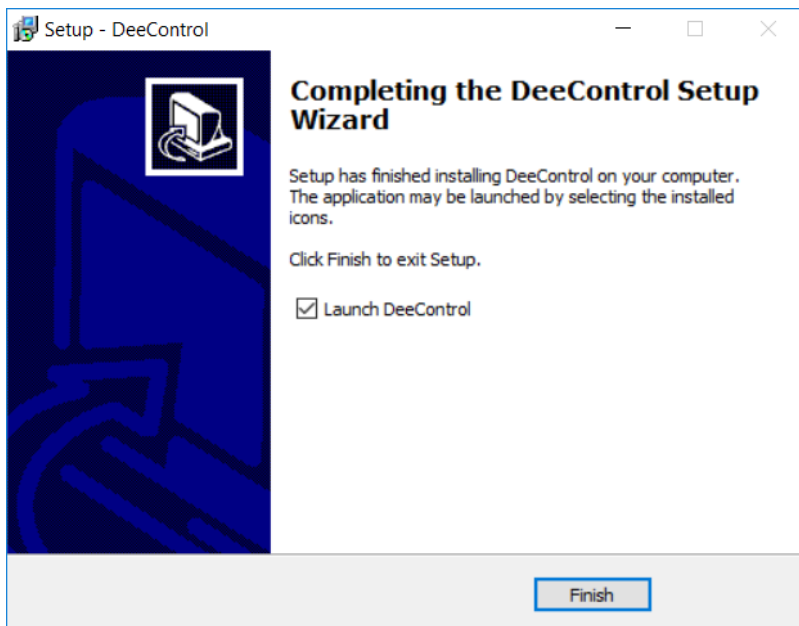 Setup - DeeControl
Completing the DeeControl Setup
Wizard
Setup has finished installing DeeControl on your computer.
The application may be launched by selecting the installed
icons.
Click Finish to exit Setup.
Launch DeeControl
Finish